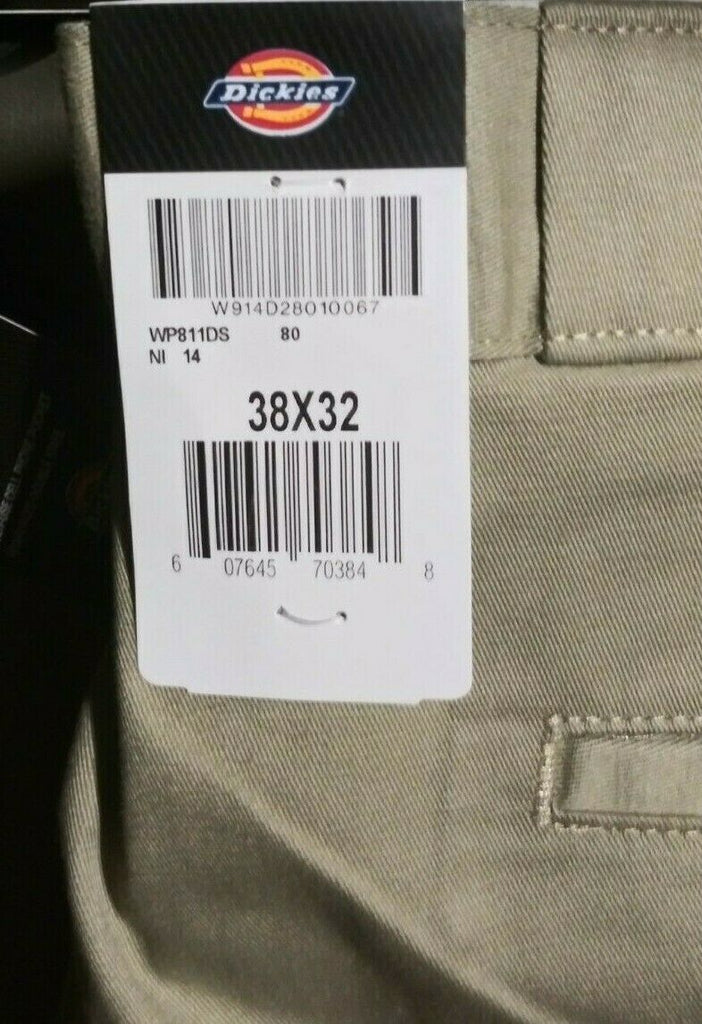 Dickies
W914D28010067
WP811DS 80
NI 14
38X32
6 07645 70384 8